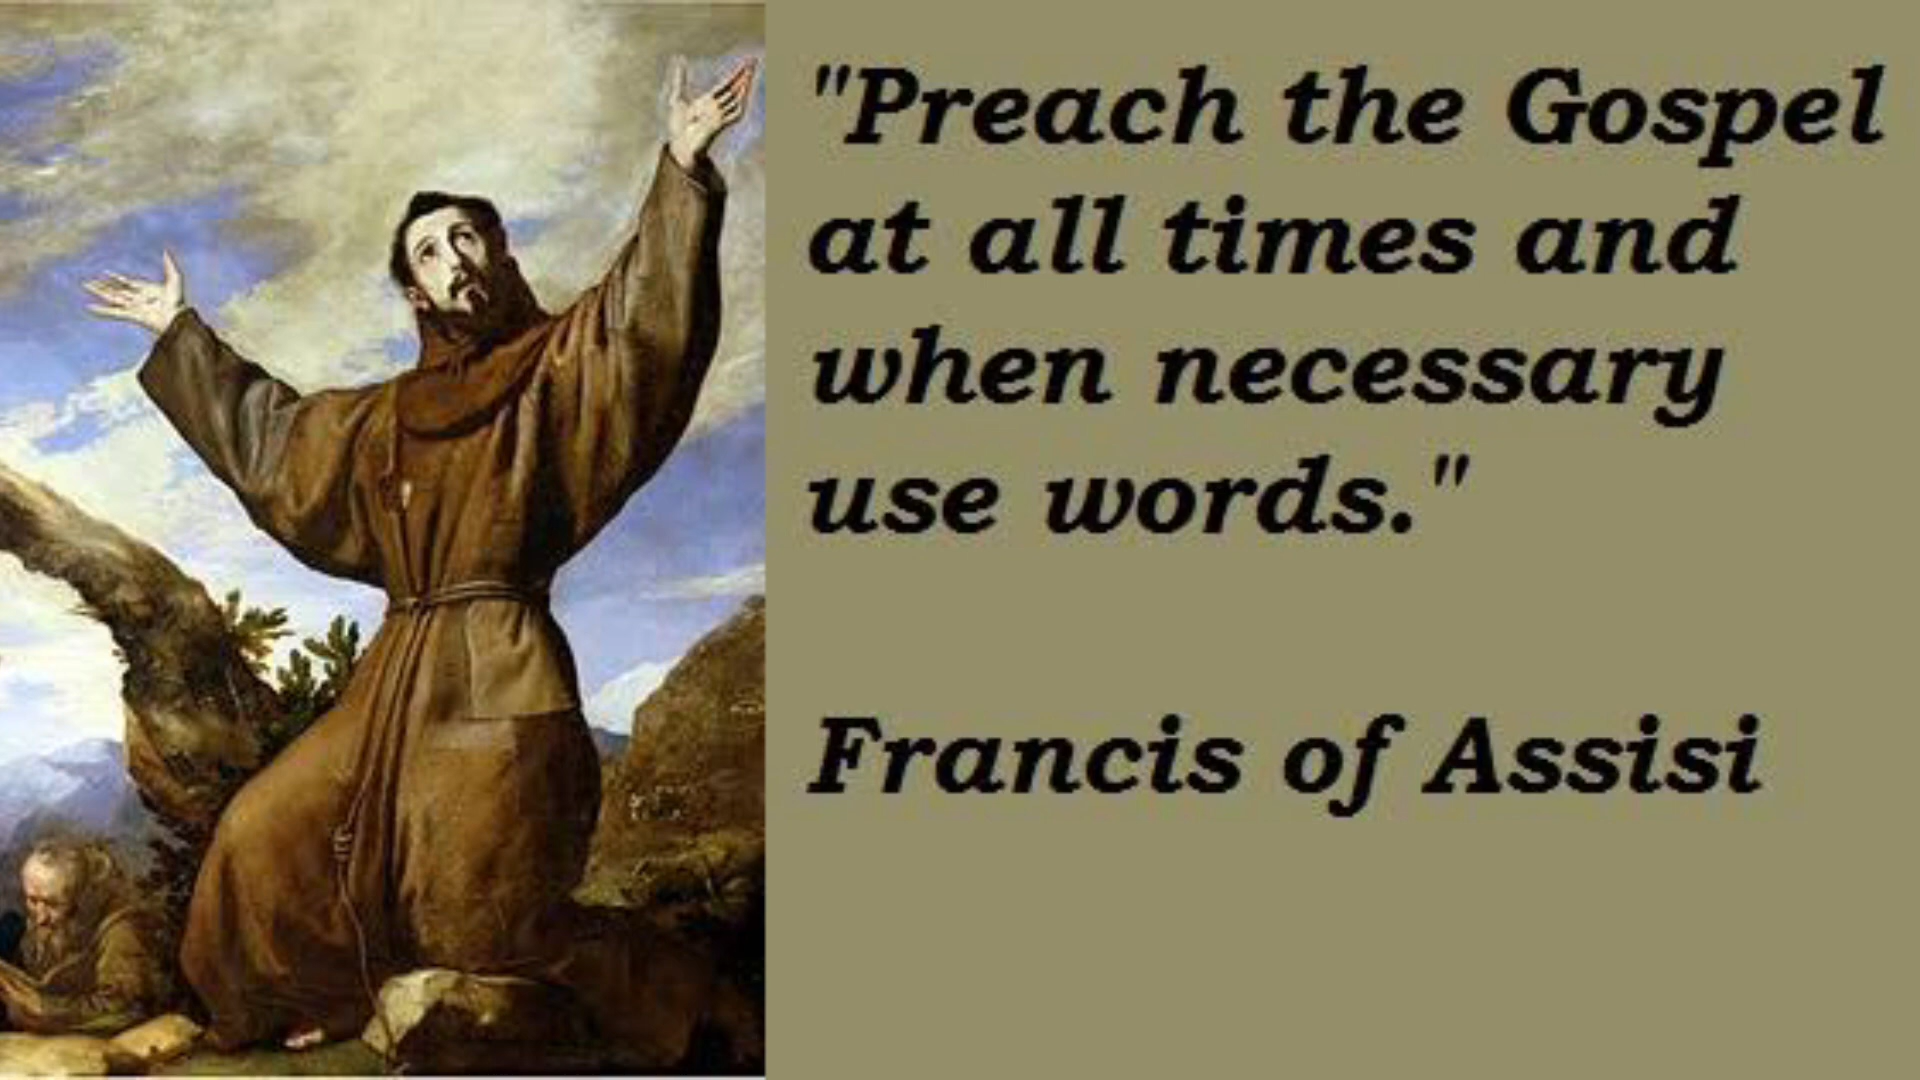 "Preach the Gospel
at all times and
when necessary
use words."
Francis of Assisi